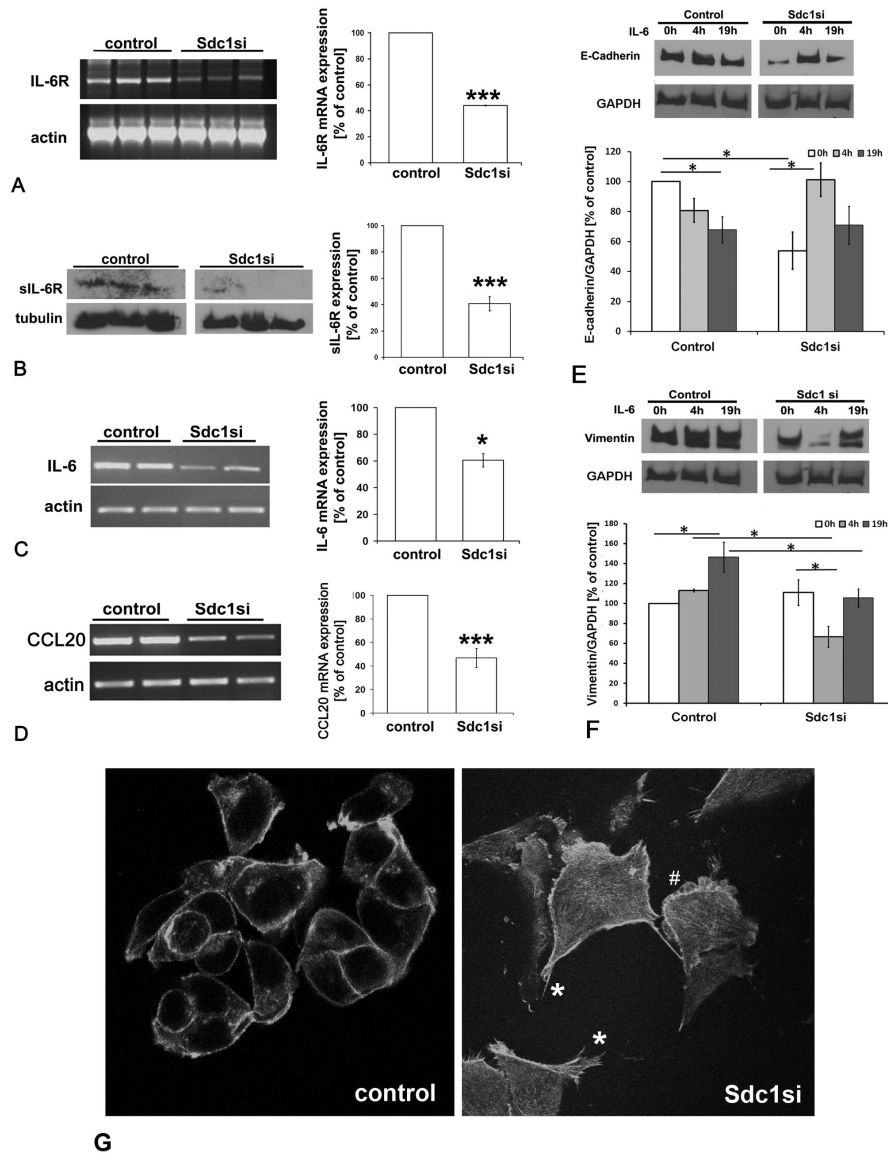 control Sdc1si
IL-6R
actin
IL-6R mRNA expression
[% of control]
100
80
60
40
20
0
***
control Sdc1si
A
control Sdc1si
sIL-6R
tubulin
sIL-6R expression
[% of control]
100
80
60
40
20
0
***
control Sdc1si
B
control Sdc1si
IL-6
actin
IL-6 mRNA expression
[% of control]
100
80
60
40
20
0
*
control Sdc1si
C
control Sdc1si
CCL20
actin
CCL20 mRNA expression
[% of control]
100
80
60
40
20
0
***
control Sdc1si
D
Control Sdc1si
IL-6 0h 4h 19h 0h 4h 19h
E-Cadherin
GAPDH
E-cadherin/GAPDH [% of control]
120
100
80
60
40
20
0
0h 4h 19h
*
* *
Control Sdc1si
E
Control Sdc1 si
IL-6 0h 4h 19h 0h 4h 19h
Vimentin
GAPDH
Vimentin/GAPDH [% of control]
180
160
140
120
100
80
60
40
20
0
0h 4h 19h
* *
*
*
Control Sdc1si
F
control
#
*
*
Sdc1si
G